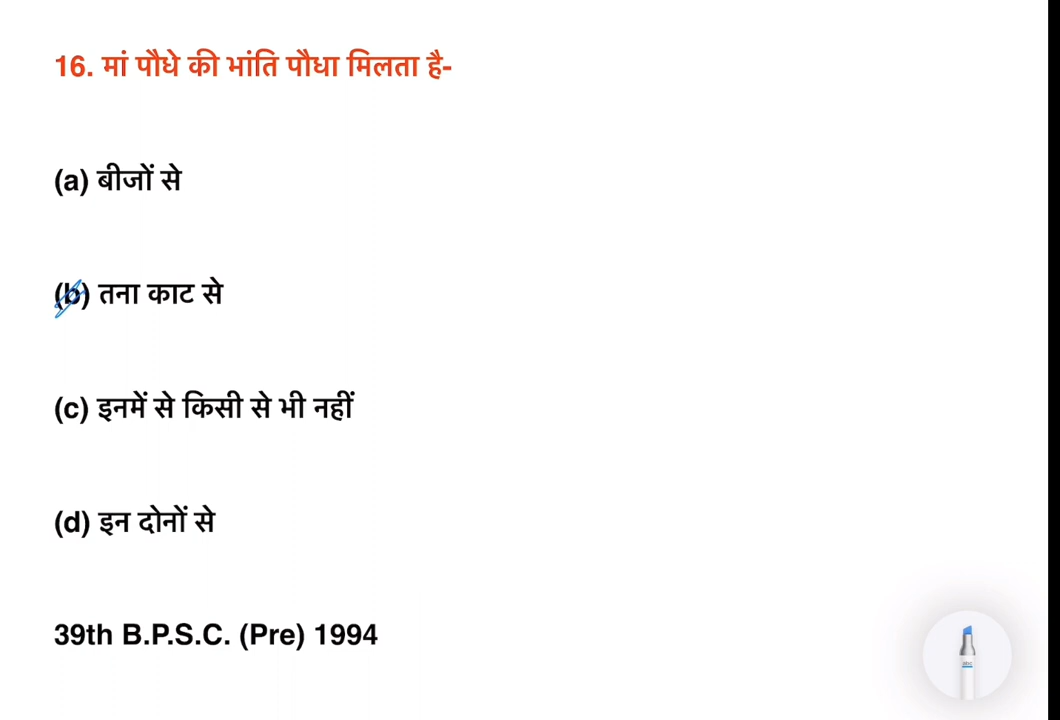 16. मां पौधे की भांति पौधा मिलता है-
(a) बीजों से
(b) तना काट से
(c) इनमें से किसी से भी नहीं
(d) इन दोनों से
39th B.P.S.C. (Pre) 1994